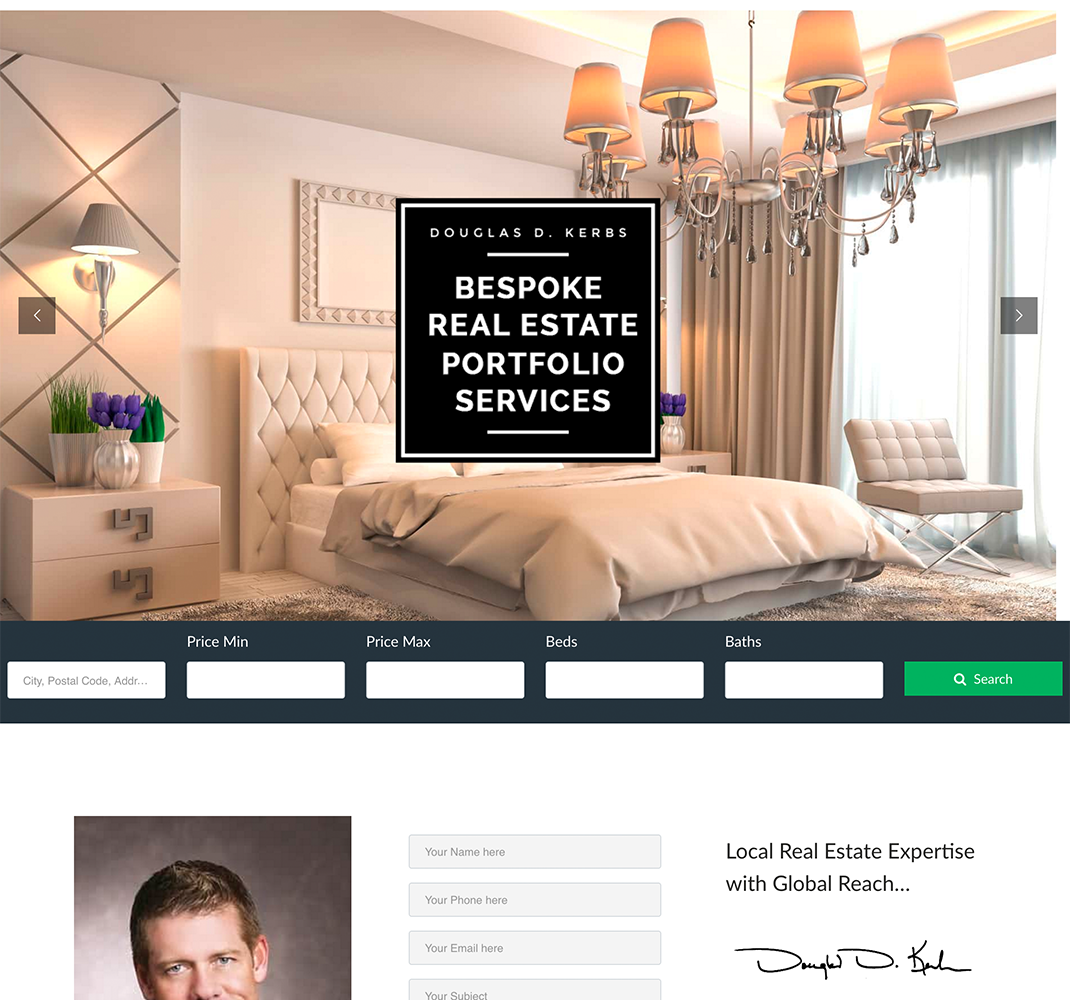 DOUGLAS D. KERBS
BESPOKE
REAL ESTATE
PORTFOLIO
SERVICES
Price Min
Price Max
Beds
Baths
City, Postal Code, Addr...
Search
Your Name here
Your Phone here
Your Email here
Your Subject
Local Real Estate Expertise
with Global Reach...
Douglas D. Kerbs